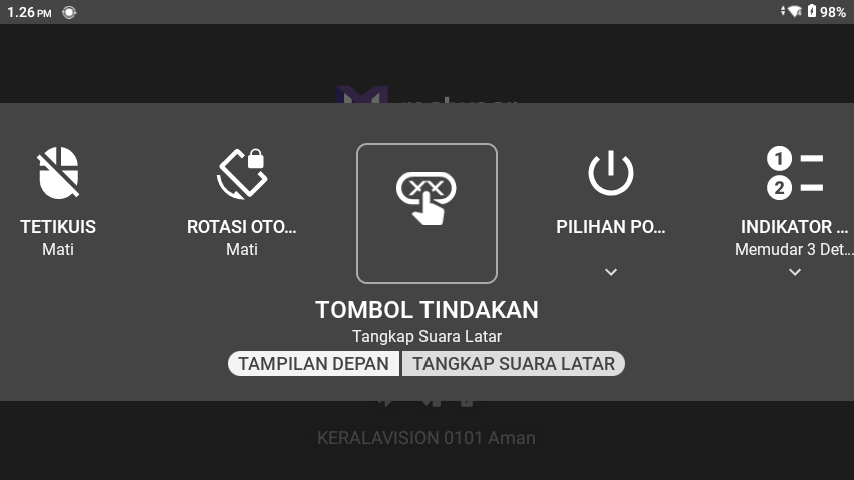 1.26 PM
98%
TETIKUIS
Mati
ROTASI OTO...
Mati
XX
TOMBOL TINDAKAN
Tangkap Suara Latar
TAMPILAN DEPAN
TANGKAP SUARA LATAR
PILIHAN PO...
INDIKATOR ...
1
2
Memudar 3 Det...
KERALAVISION 0101 Aman